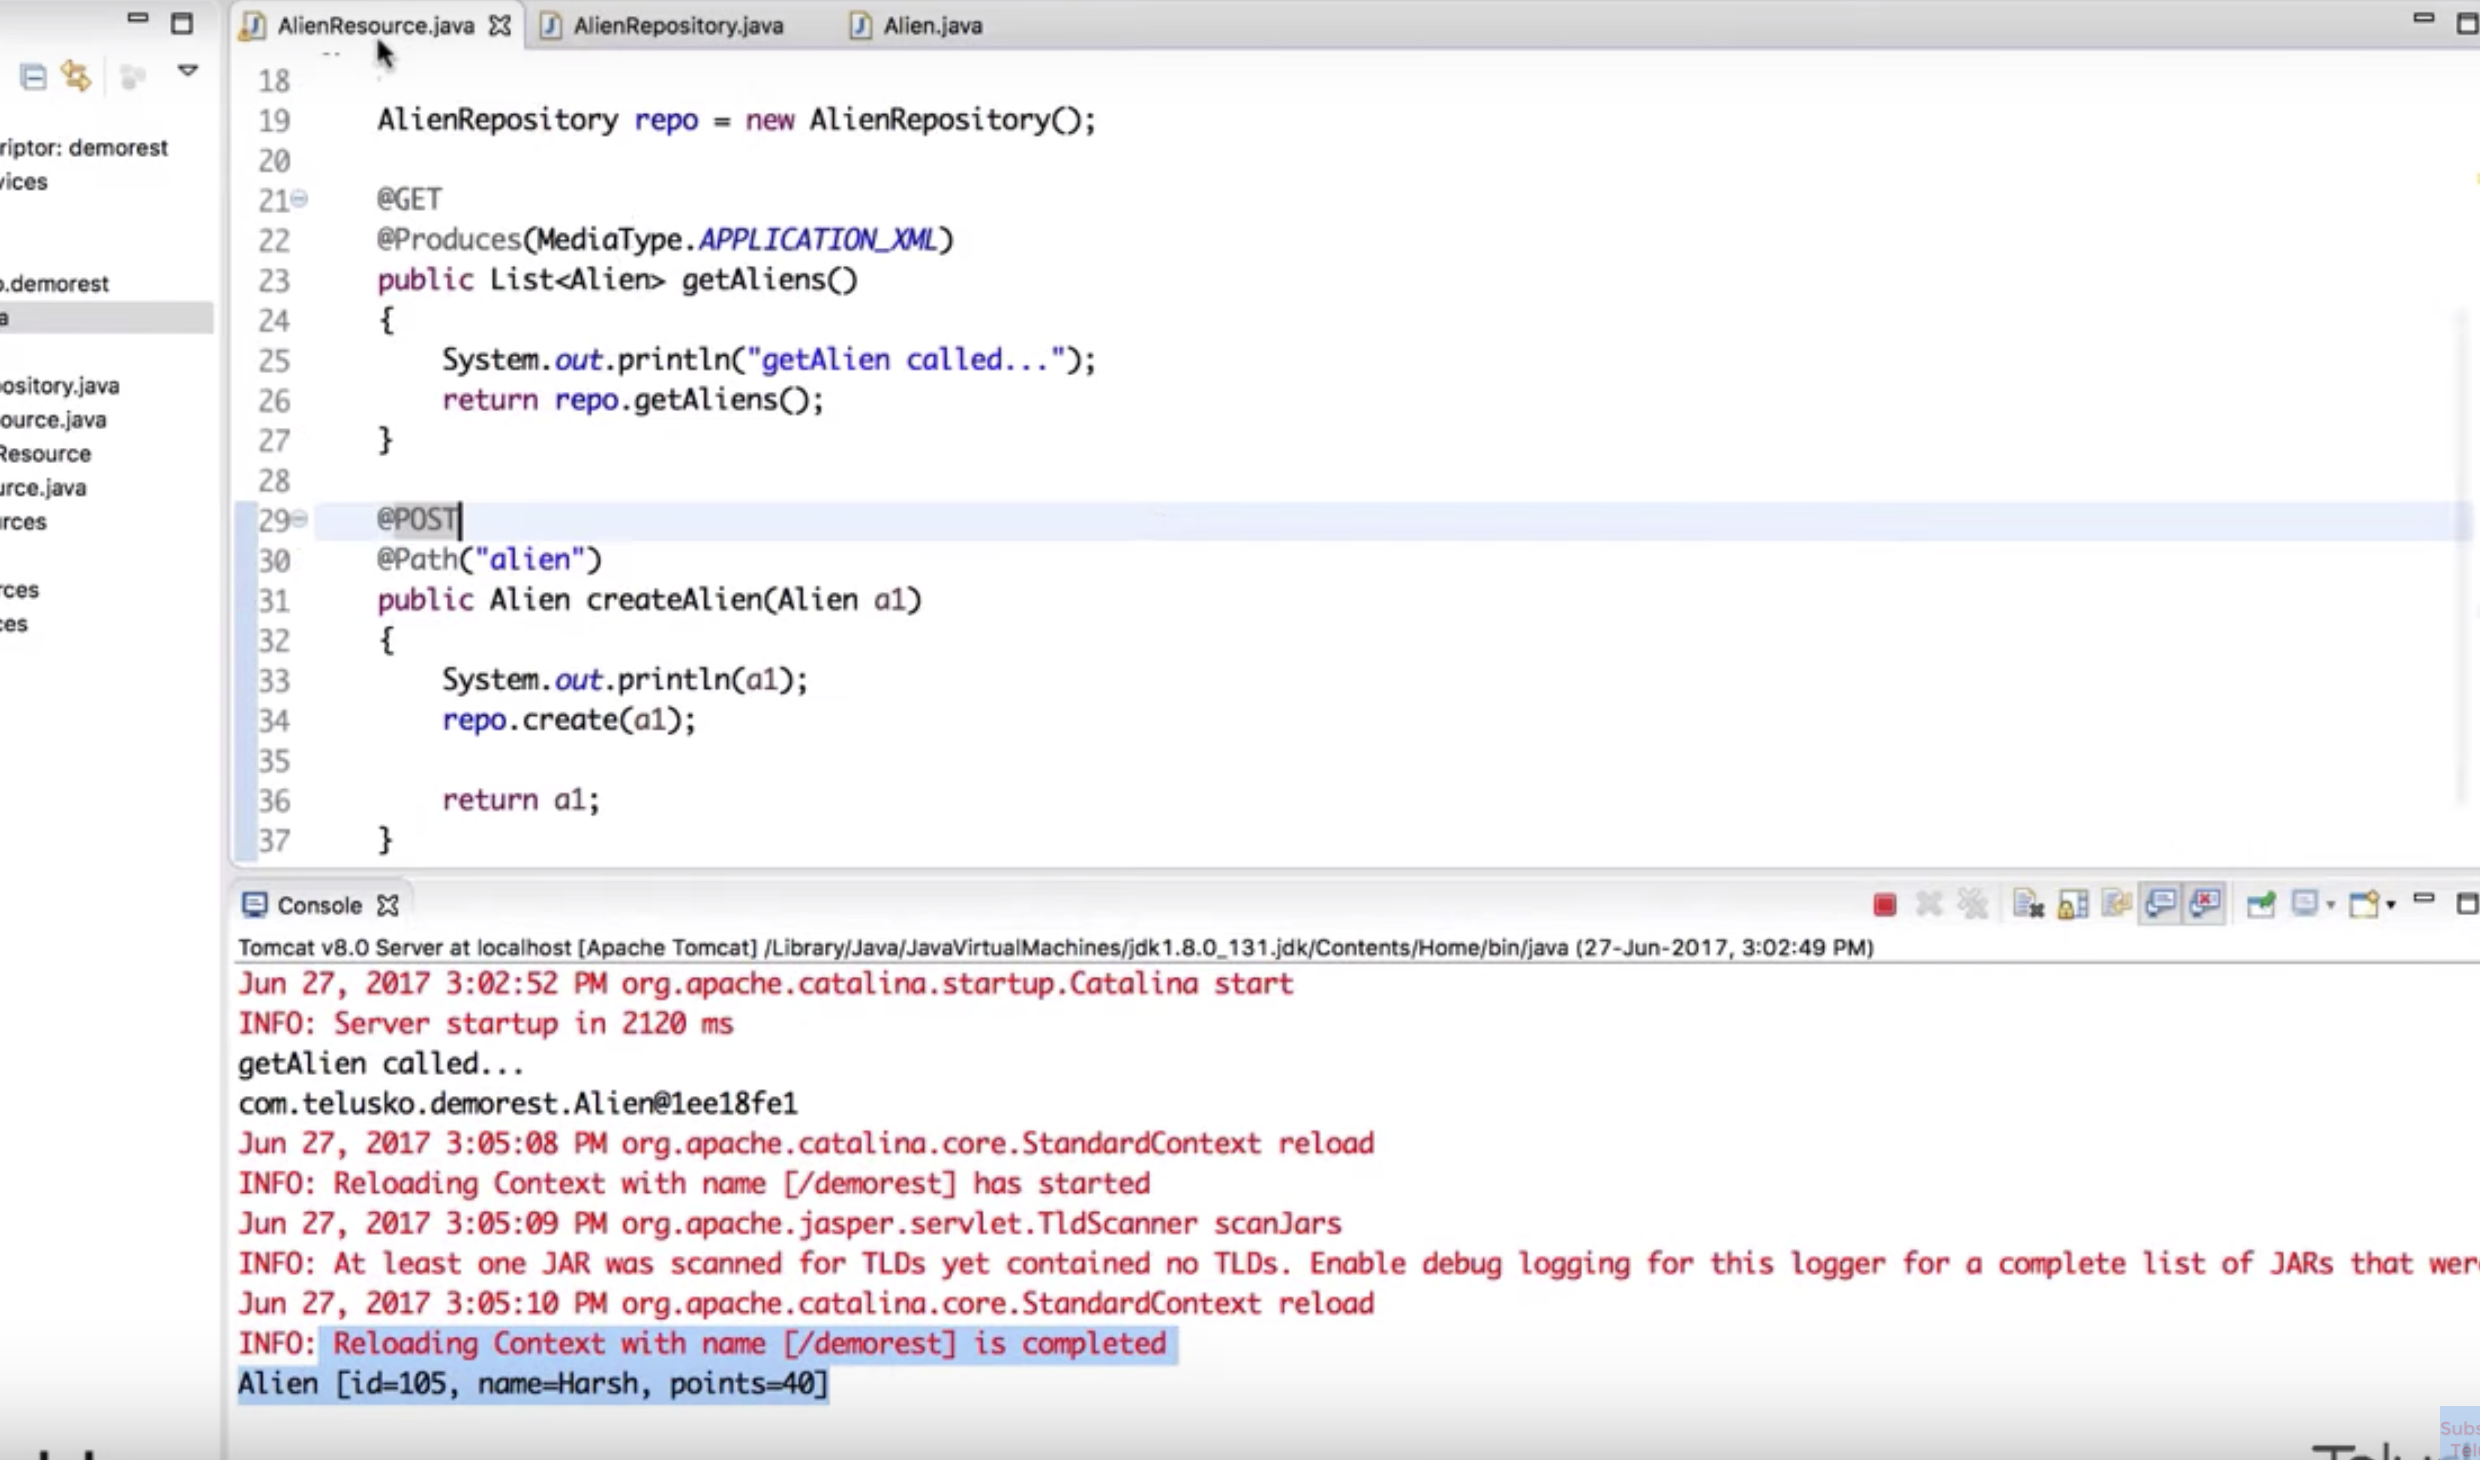 AlienResource.java AlienRepository.java Alien.java
riptor: demorest
vices
.demorest
a
ository.java
ource.java
Resource
urce.java
rces
rces
ces
18
19 AlienRepository repo = new AlienRepository();
20
21 @GET
22 @Produces(MediaType.APPLICATION_XML)
23 public List<Alien> getAliens()
24 {
25 System.out.println("getAlien called...");
26 return repo.getAliens();
27 }
28
29 @POST
30 @Path("alien")
31 public Alien createAlien(Alien a1)
32 {
33 System.out.println(a1);
34 repo.create(a1);
35
36 return a1;
37 }
Console
Tomcat v8.0 Server at localhost [Apache Tomcat] /Library/Java/JavaVirtualMachines/jdk1.8.0_131.jdk/Contents/Home/bin/java (27-Jun-2017, 3:02:49 PM)
Jun 27, 2017 3:02:52 PM org.apache.catalina.startup.Catalina start
INFO: Server startup in 2120 ms
getAlien called...
com.telusko.demorest.Alien@1ee18fe1
Jun 27, 2017 3:05:08 PM org.apache.catalina.core.StandardContext reload
INFO: Reloading Context with name [/demorest] has started
Jun 27, 2017 3:05:09 PM org.apache.jasper.servlet.TldScanner scanJars
INFO: At least one JAR was scanned for TLDs yet contained no TLDs. Enable debug logging for this logger for a complete list of JARs that wer
Jun 27, 2017 3:05:10 PM org.apache.catalina.core.StandardContext reload
INFO: Reloading Context with name [/demorest] is completed
Alien [id=105, name=Harsh, points=40]
Subs